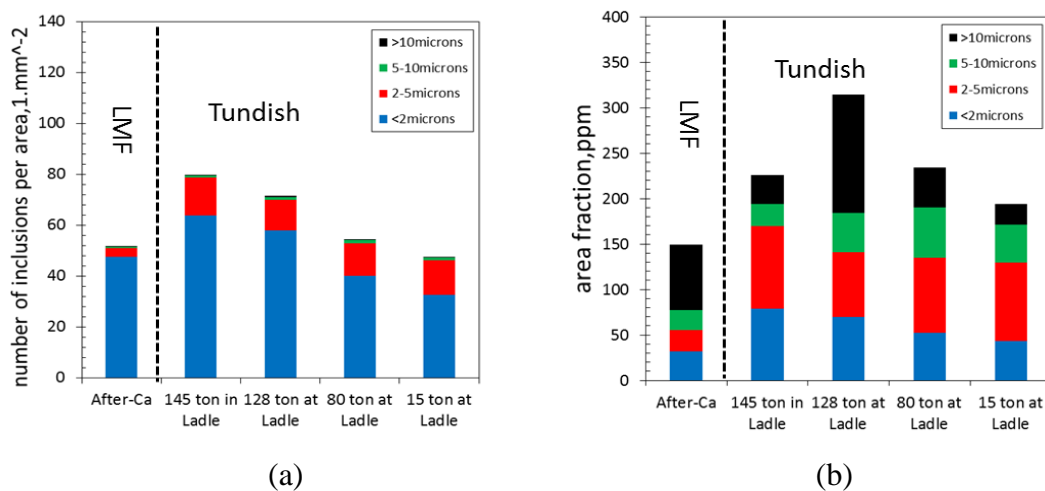 number of inclusions per area,1.mm^-2
140
120
100
80
60
40
20
0
LMF
Tundish
>10microns
5-10microns
2-5microns
<2microns
After-Ca
145 ton in
Ladle
128 ton at
Ladle
80 ton at
Ladle
15 ton at
Ladle
(a)
area fraction,ppm
400
350
300
250
200
150
100
50
0
LMF
Tundish
>10microns
5-10microns
2-5microns
<2microns
After-Ca
145 ton in
Ladle
128 ton at
Ladle
80 ton at
Ladle
15 ton at
Ladle
(b)